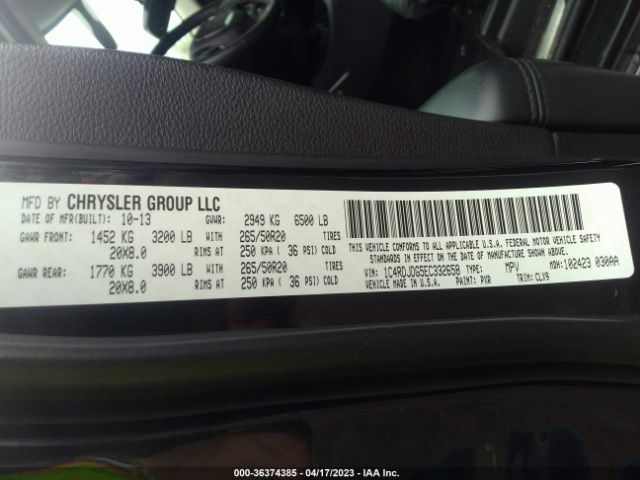 MFD BY CHRYSLER GROUP LLC
DATE OF MFR(BUILT): 10-13 GVWR: 2949 KG 6500 LB
GAWR FRONT: 1452 KG 3200 LB WITH 265/50R20 TIRES
20X8.0 RIMS AT 250 KPA ( 36 PSI) COLD
GAWR REAR: 1770 KG 3900 LB WITH 265/50R20 TIRES
20X8.0 RIMS AT 250 KPA ( 36 PSI) COLD
THIS VEHICLE CONFORMS TO ALL APPLICABLE U.S.A. FEDERAL MOTOR VEHICLE SAFETY
STANDARDS IN EFFECT ON THE DATE OF MANUFACTURE SHOWN ABOVE.
VIN: 1C4RDJDG5EC332658 TYPE: MPV MDH: 102423 030AA
VEHICLE MADE IN U.S.A. PAINT: PYR TRIM: CLX9
000-36374385 - 04/17/2023 - IAA Inc.